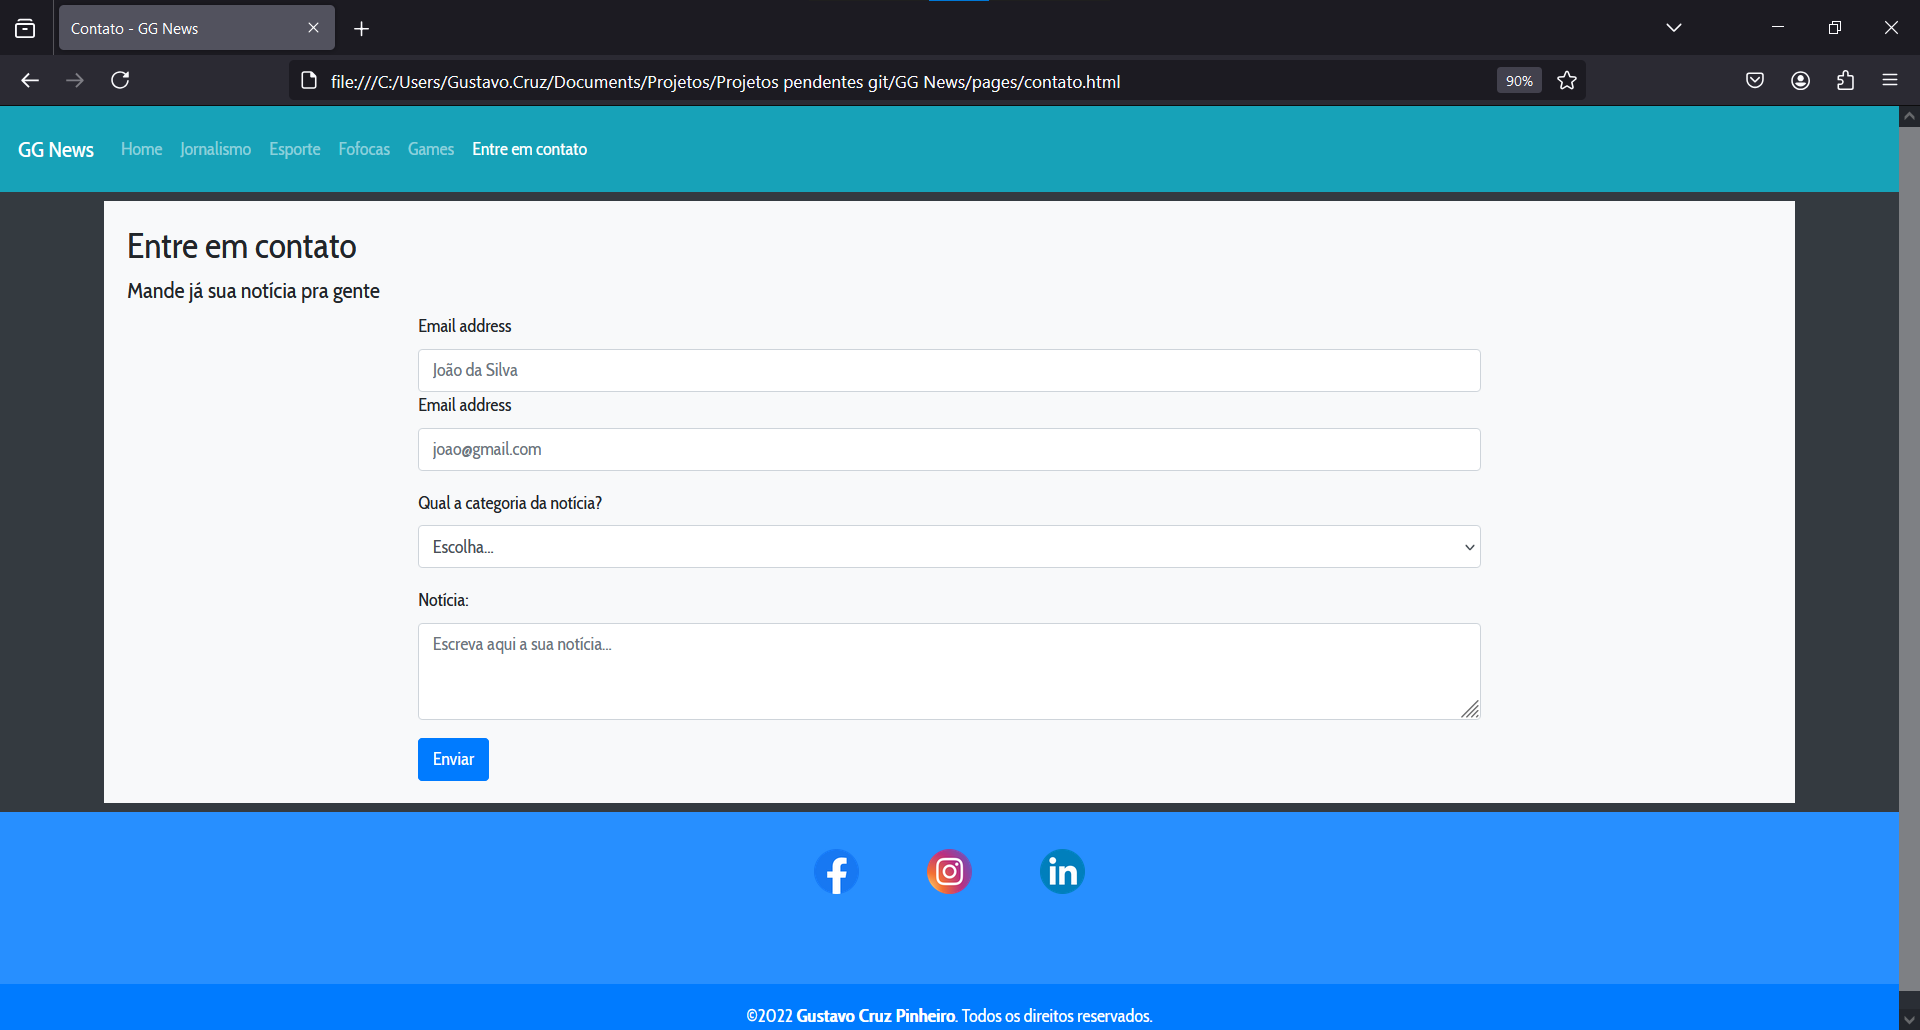 Contato - GG News
file:///C:/Users/Gustavo.Cruz/Documents/Projetos/Projetos pendentes git/GG News/pages/contato.html
90%
GG News Home Jornalismo Esporte Fofocas Games Entre em contato
Entre em contato
Mande já sua notícia pra gente
Email address
João da Silva
Email address
joao@gmail.com
Qual a categoria da notícia?
Escolha...
Notícia:
Escreva aqui a sua notícia...
Enviar
©2022 Gustavo Cruz Pinheiro. Todos os direitos reservados.